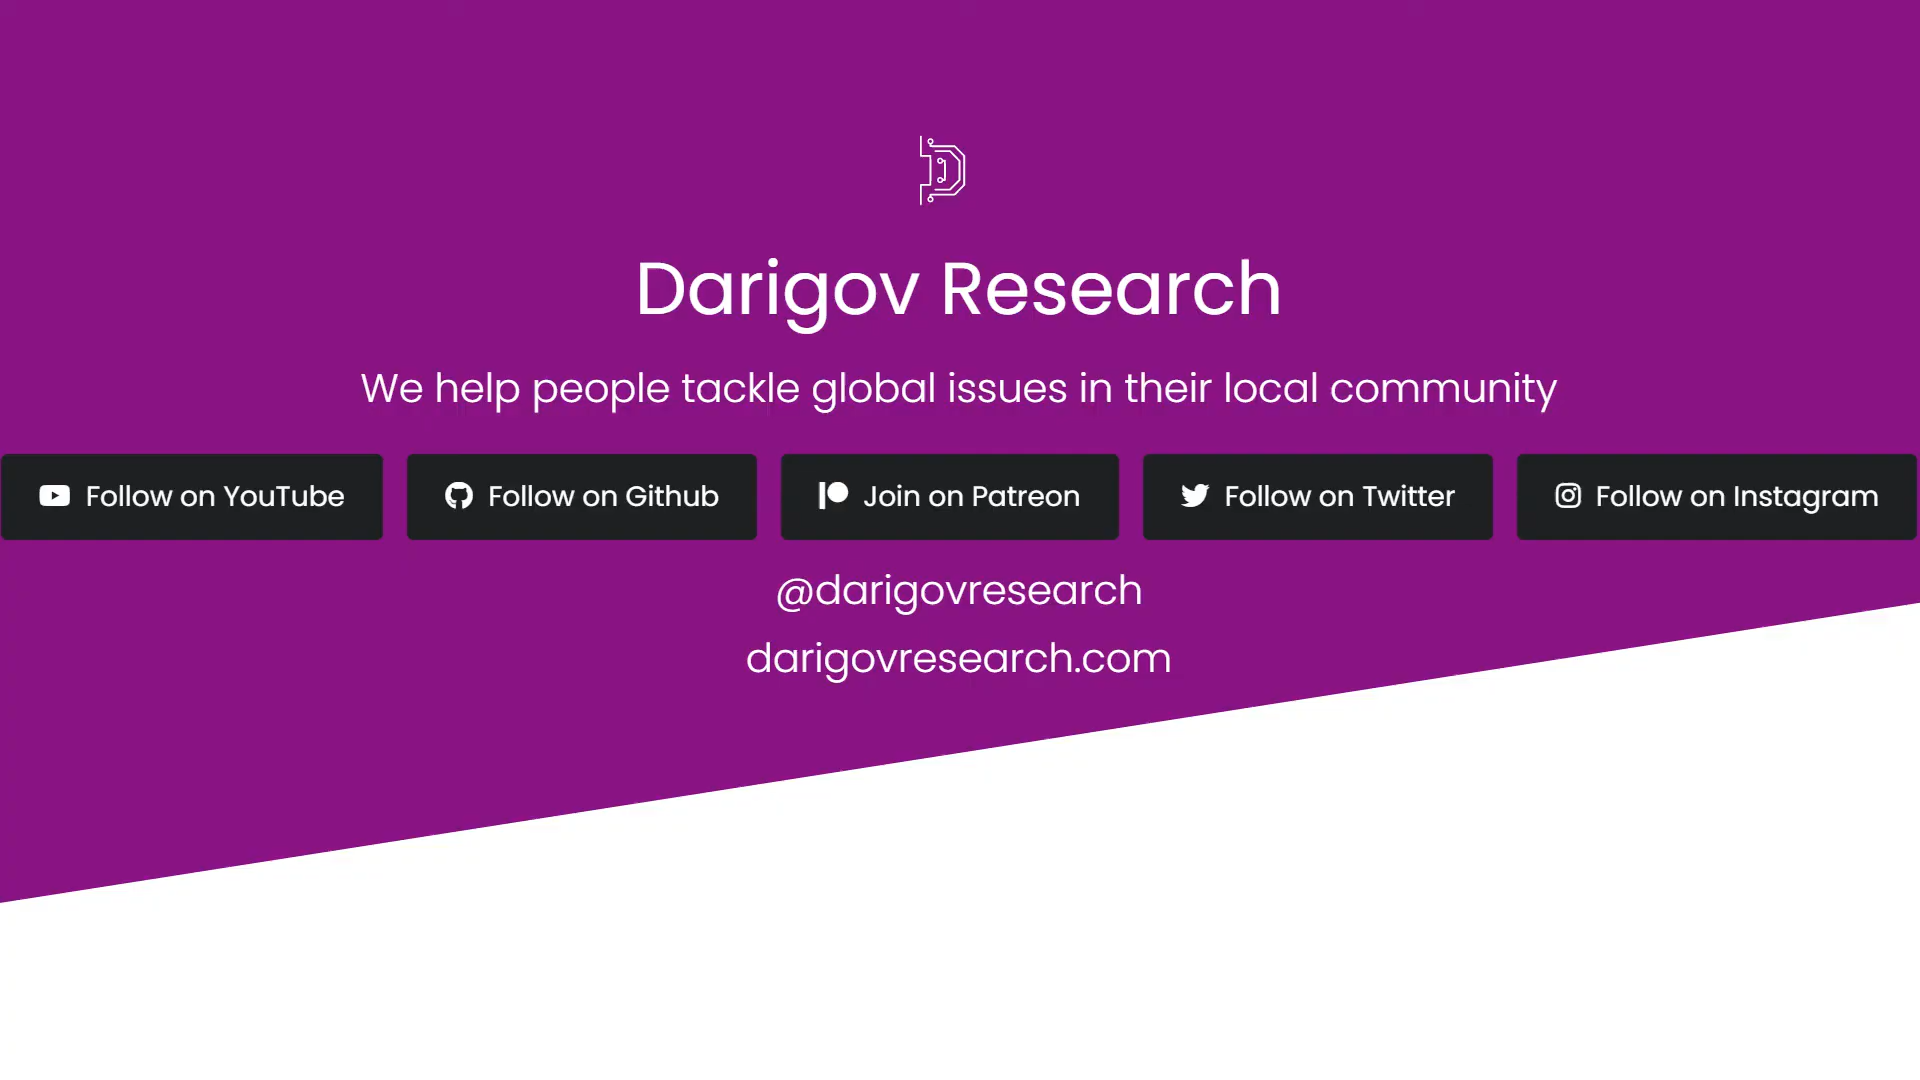 Darigov Research
We help people tackle global issues in their local community
Follow on YouTube
Follow on Github
Join on Patreon
Follow on Twitter
Follow on Instagram
@darigovresearch
darigovresearch.com